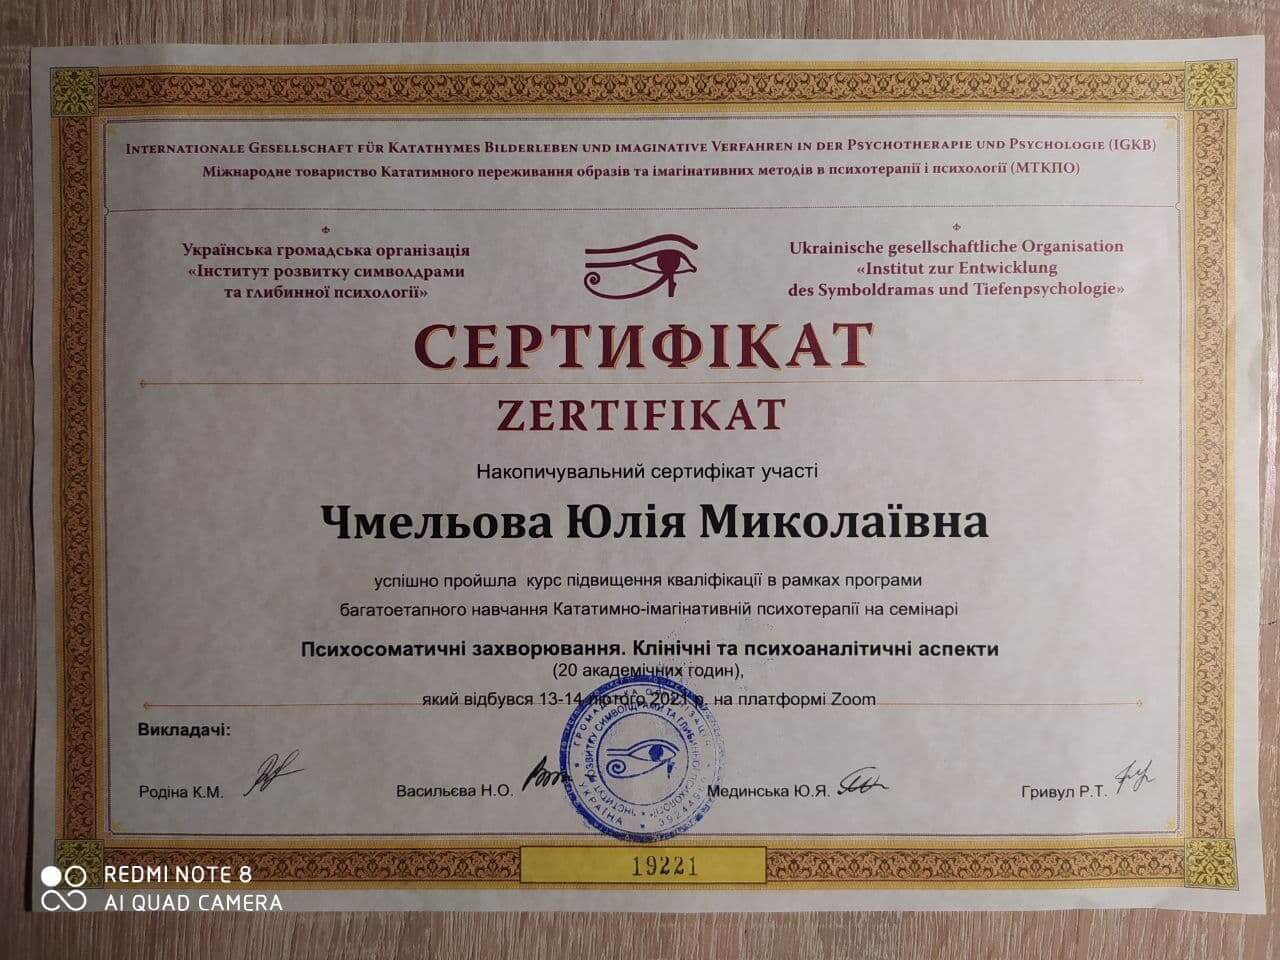 INTERNATIONALE GESELLSCHAFT FÜR KATATHYMES BILDERLEBEN UND IMAGINATIVE VERFAHREN IN DER PSYCHOTHERAPIE UND PSYCHOLOGIE (IGKB)
Міжнародне товариство Кататимного переживання образів та імагінативних методів в психотерапії і психології (МТКПО)
Українська громадська організація
«Інститут розвитку символдрами
та глибинної психології»
Ukrainische gesellschaftliche Organisation
«Institut zur Entwicklung
des Symboldramas und Tiefenpsychologie»
СЕРТИФІКАТ
ZERTIFIKAT
Накопичувальний сертифікат участі
Чмельова Юлія Миколаївна
успішно пройшла курс підвищення кваліфікації в рамках програми
багатоетапного навчання Кататимно-імагінативній психотерапії на семінарі
Психосоматичні захворювання. Клінічні та психоаналітичні аспекти
(20 академічних годин),
який відбувся 13-14 лютого 2021 р. на платформі Zoom
Викладачі:
Родіна К.М.
Васильєва Н.О.
Мединська Ю.Я.
Гривул Р.Т.
19221
REDMI NOTE 8
AI QUAD CAMERA